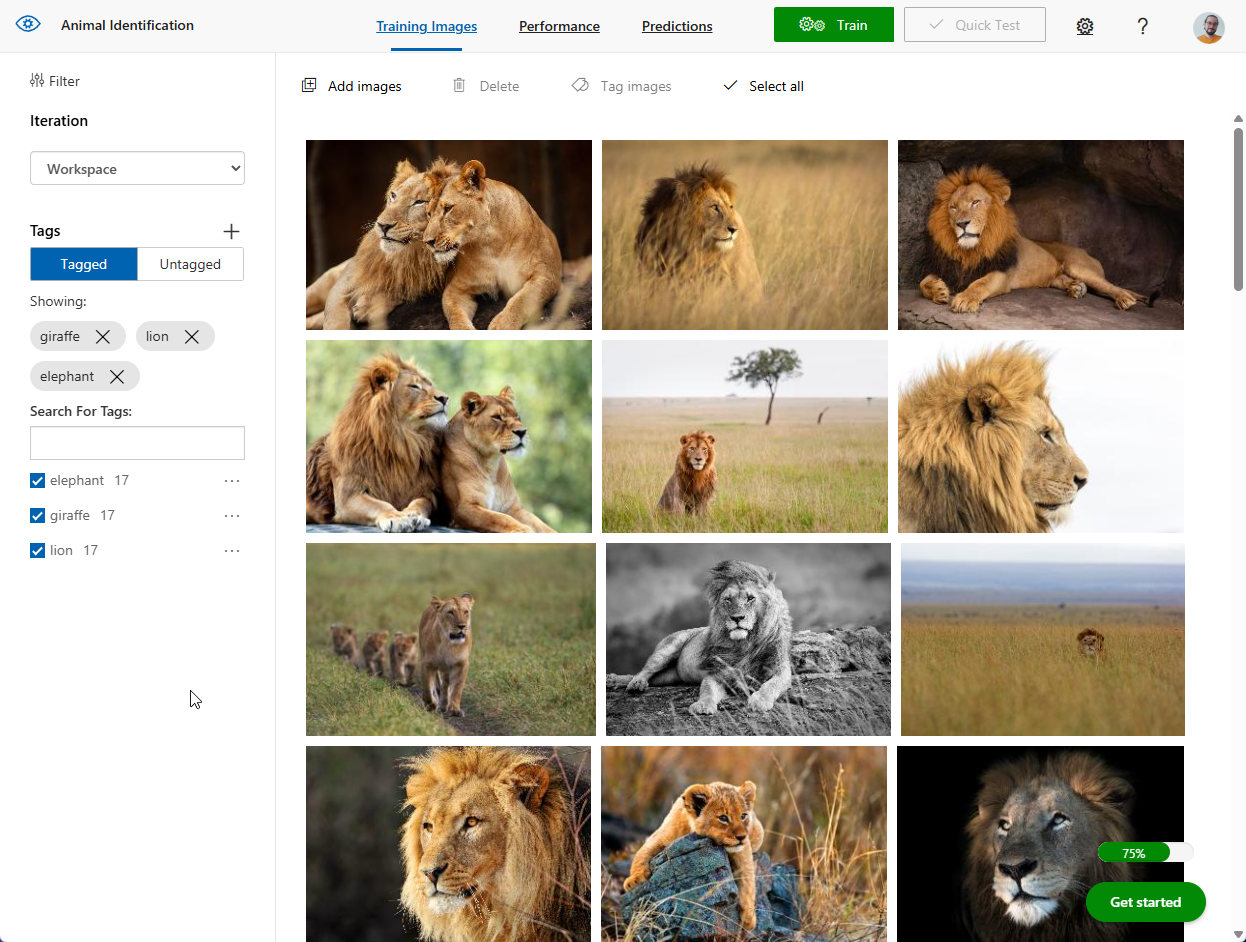 Animal Identification
Training Images
Performance
Predictions
Train
Quick Test
?
Filter
Add images
Delete
Tag images
Select all
Iteration
Workspace
Tags
Tagged
Untagged
Showing:
giraffe
lion
elephant
Search For Tags:
elephant 17
giraffe 17
lion 17
75%
Get started